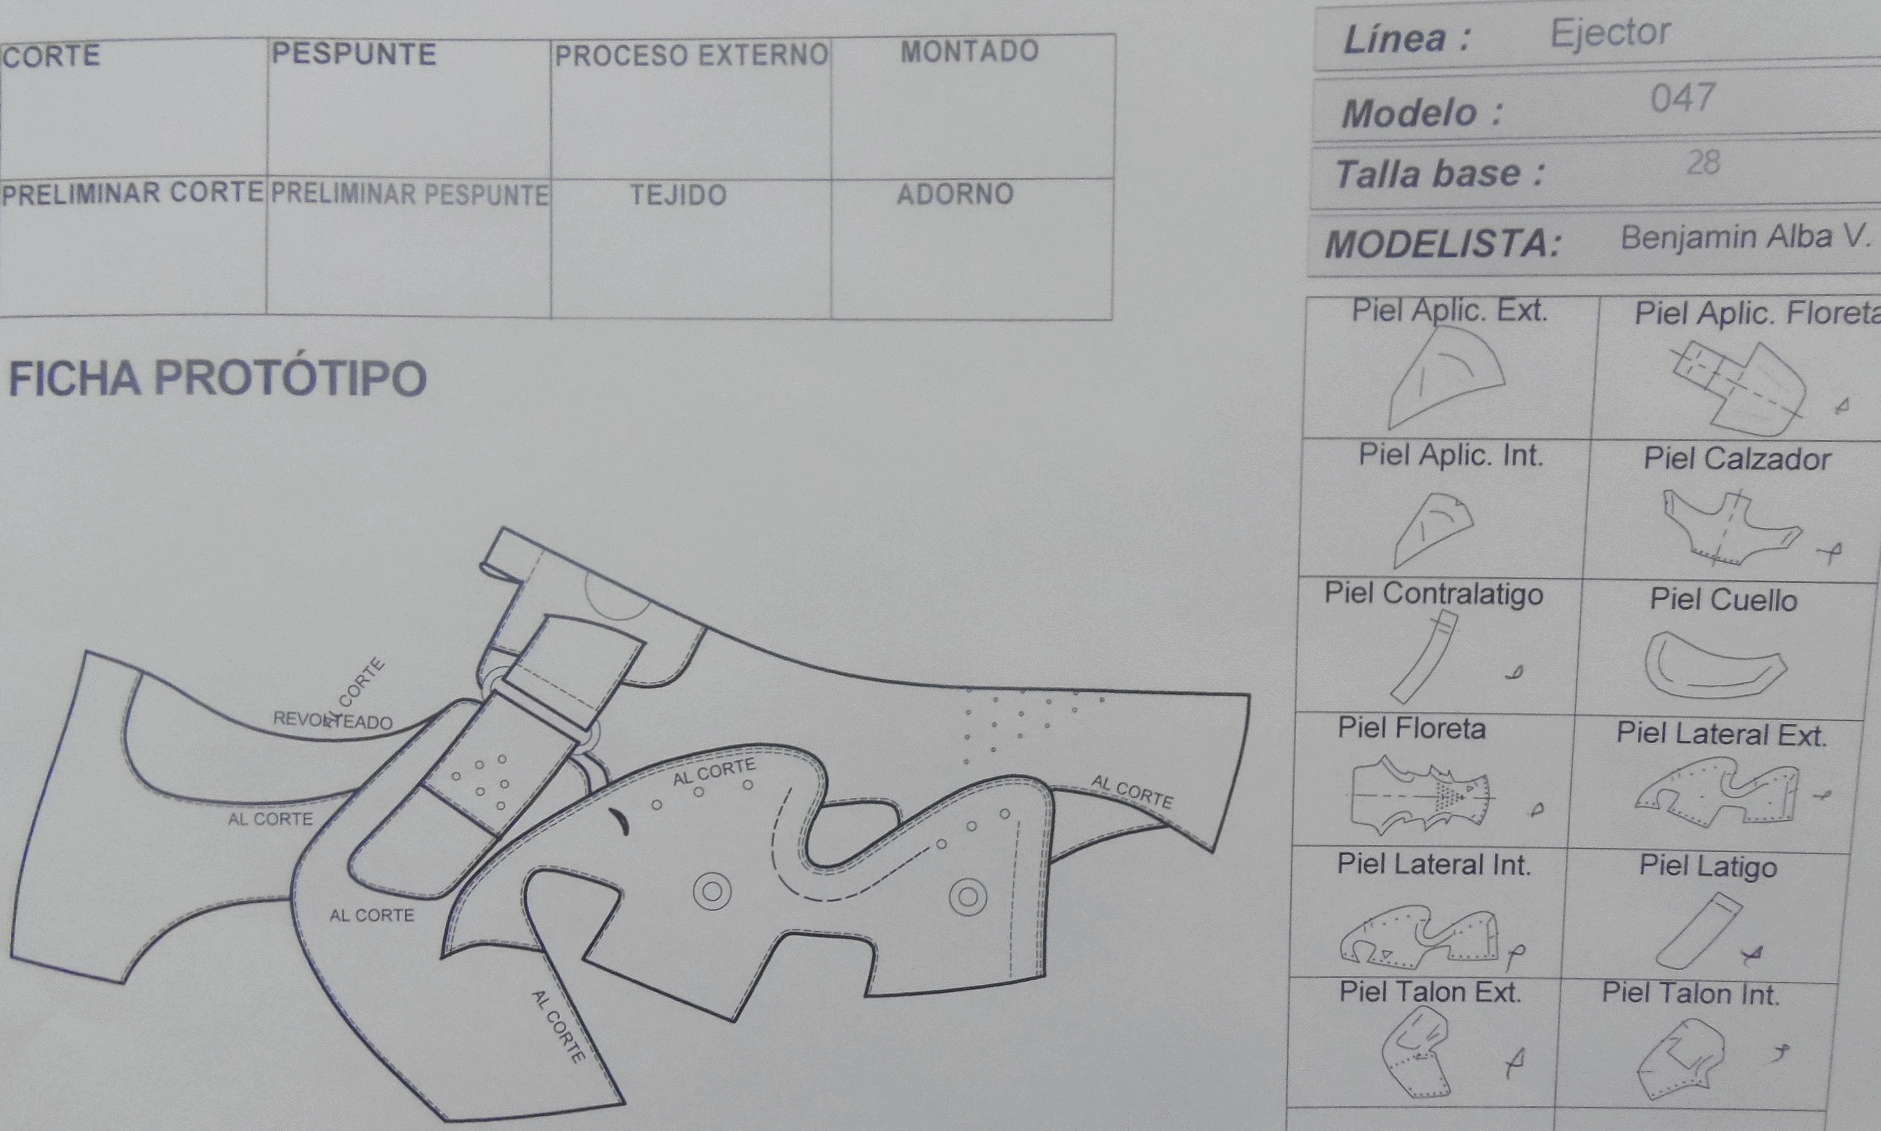 CORTE PESPUNTE PROCESO EXTERNO MONTADO
PRELIMINAR CORTE PRELIMINAR PESPUNTE TEJIDO ADORNO
FICHA PROTÓTIPO
AL CORTE
REVOLTEADO
AL CORTE
AL CORTE
AL CORTE
AL CORTE
AL CORTE
Línea : Ejector
Modelo : 047
Talla base : 28
MODELISTA: Benjamin Alba V.
Piel Aplic. Ext. Piel Aplic. Floreta
Piel Aplic. Int. Piel Calzador
Piel Contralatigo Piel Cuello
Piel Floreta Piel Lateral Ext.
Piel Lateral Int. Piel Latigo
Piel Talon Ext. Piel Talon Int.